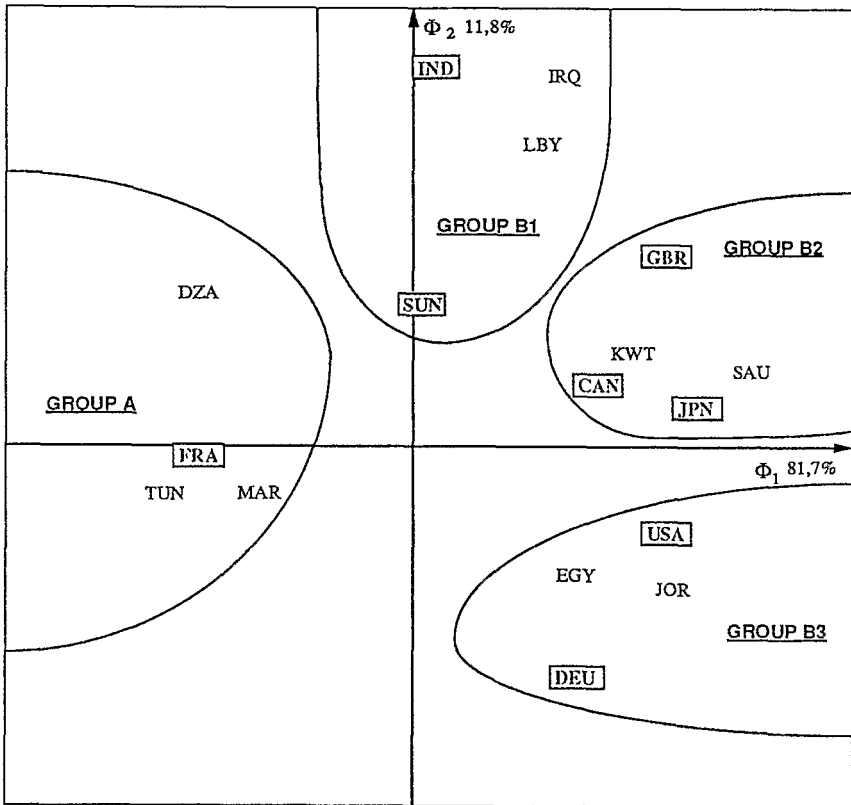 Φ2 11,8%
IND
IRQ
LBY
GROUP B1
GROUP B2
GBR
DZA
SUN
KWT
SAU
CAN
JPN
GROUP A
FRA
Φ1 81,7%
TUN
MAR
USA
EGY
JOR
GROUP B3
DEU